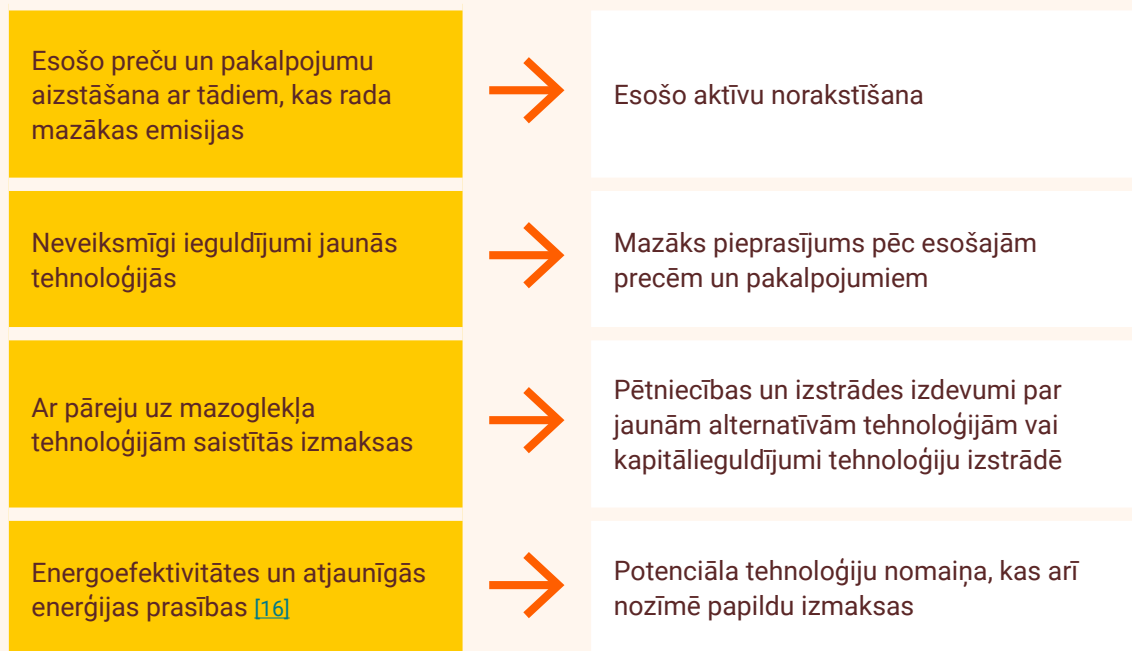 Esošo preču un pakalpojumu
aizstāšana ar tādiem, kas rada
mazākas emisijas
Esošo aktīvu norakstīšana
Neveiksmīgi ieguldījumi jaunās
tehnoloģijās
Mazāks pieprasījums pēc esošajām
precēm un pakalpojumiem
Ar pāreju uz mazoglekļa
tehnoloģijām saistītās izmaksas
Pētniecības un izstrādes izdevumi par
jaunām alternatīvām tehnoloģijām vai
kapitālieguldījumi tehnoloģiju izstrādē
Energoefektivitātes un atjaunīgās
enerģijas prasības [16]
Potenciāla tehnoloģiju nomaiņa, kas arī
nozīmē papildu izmaksas